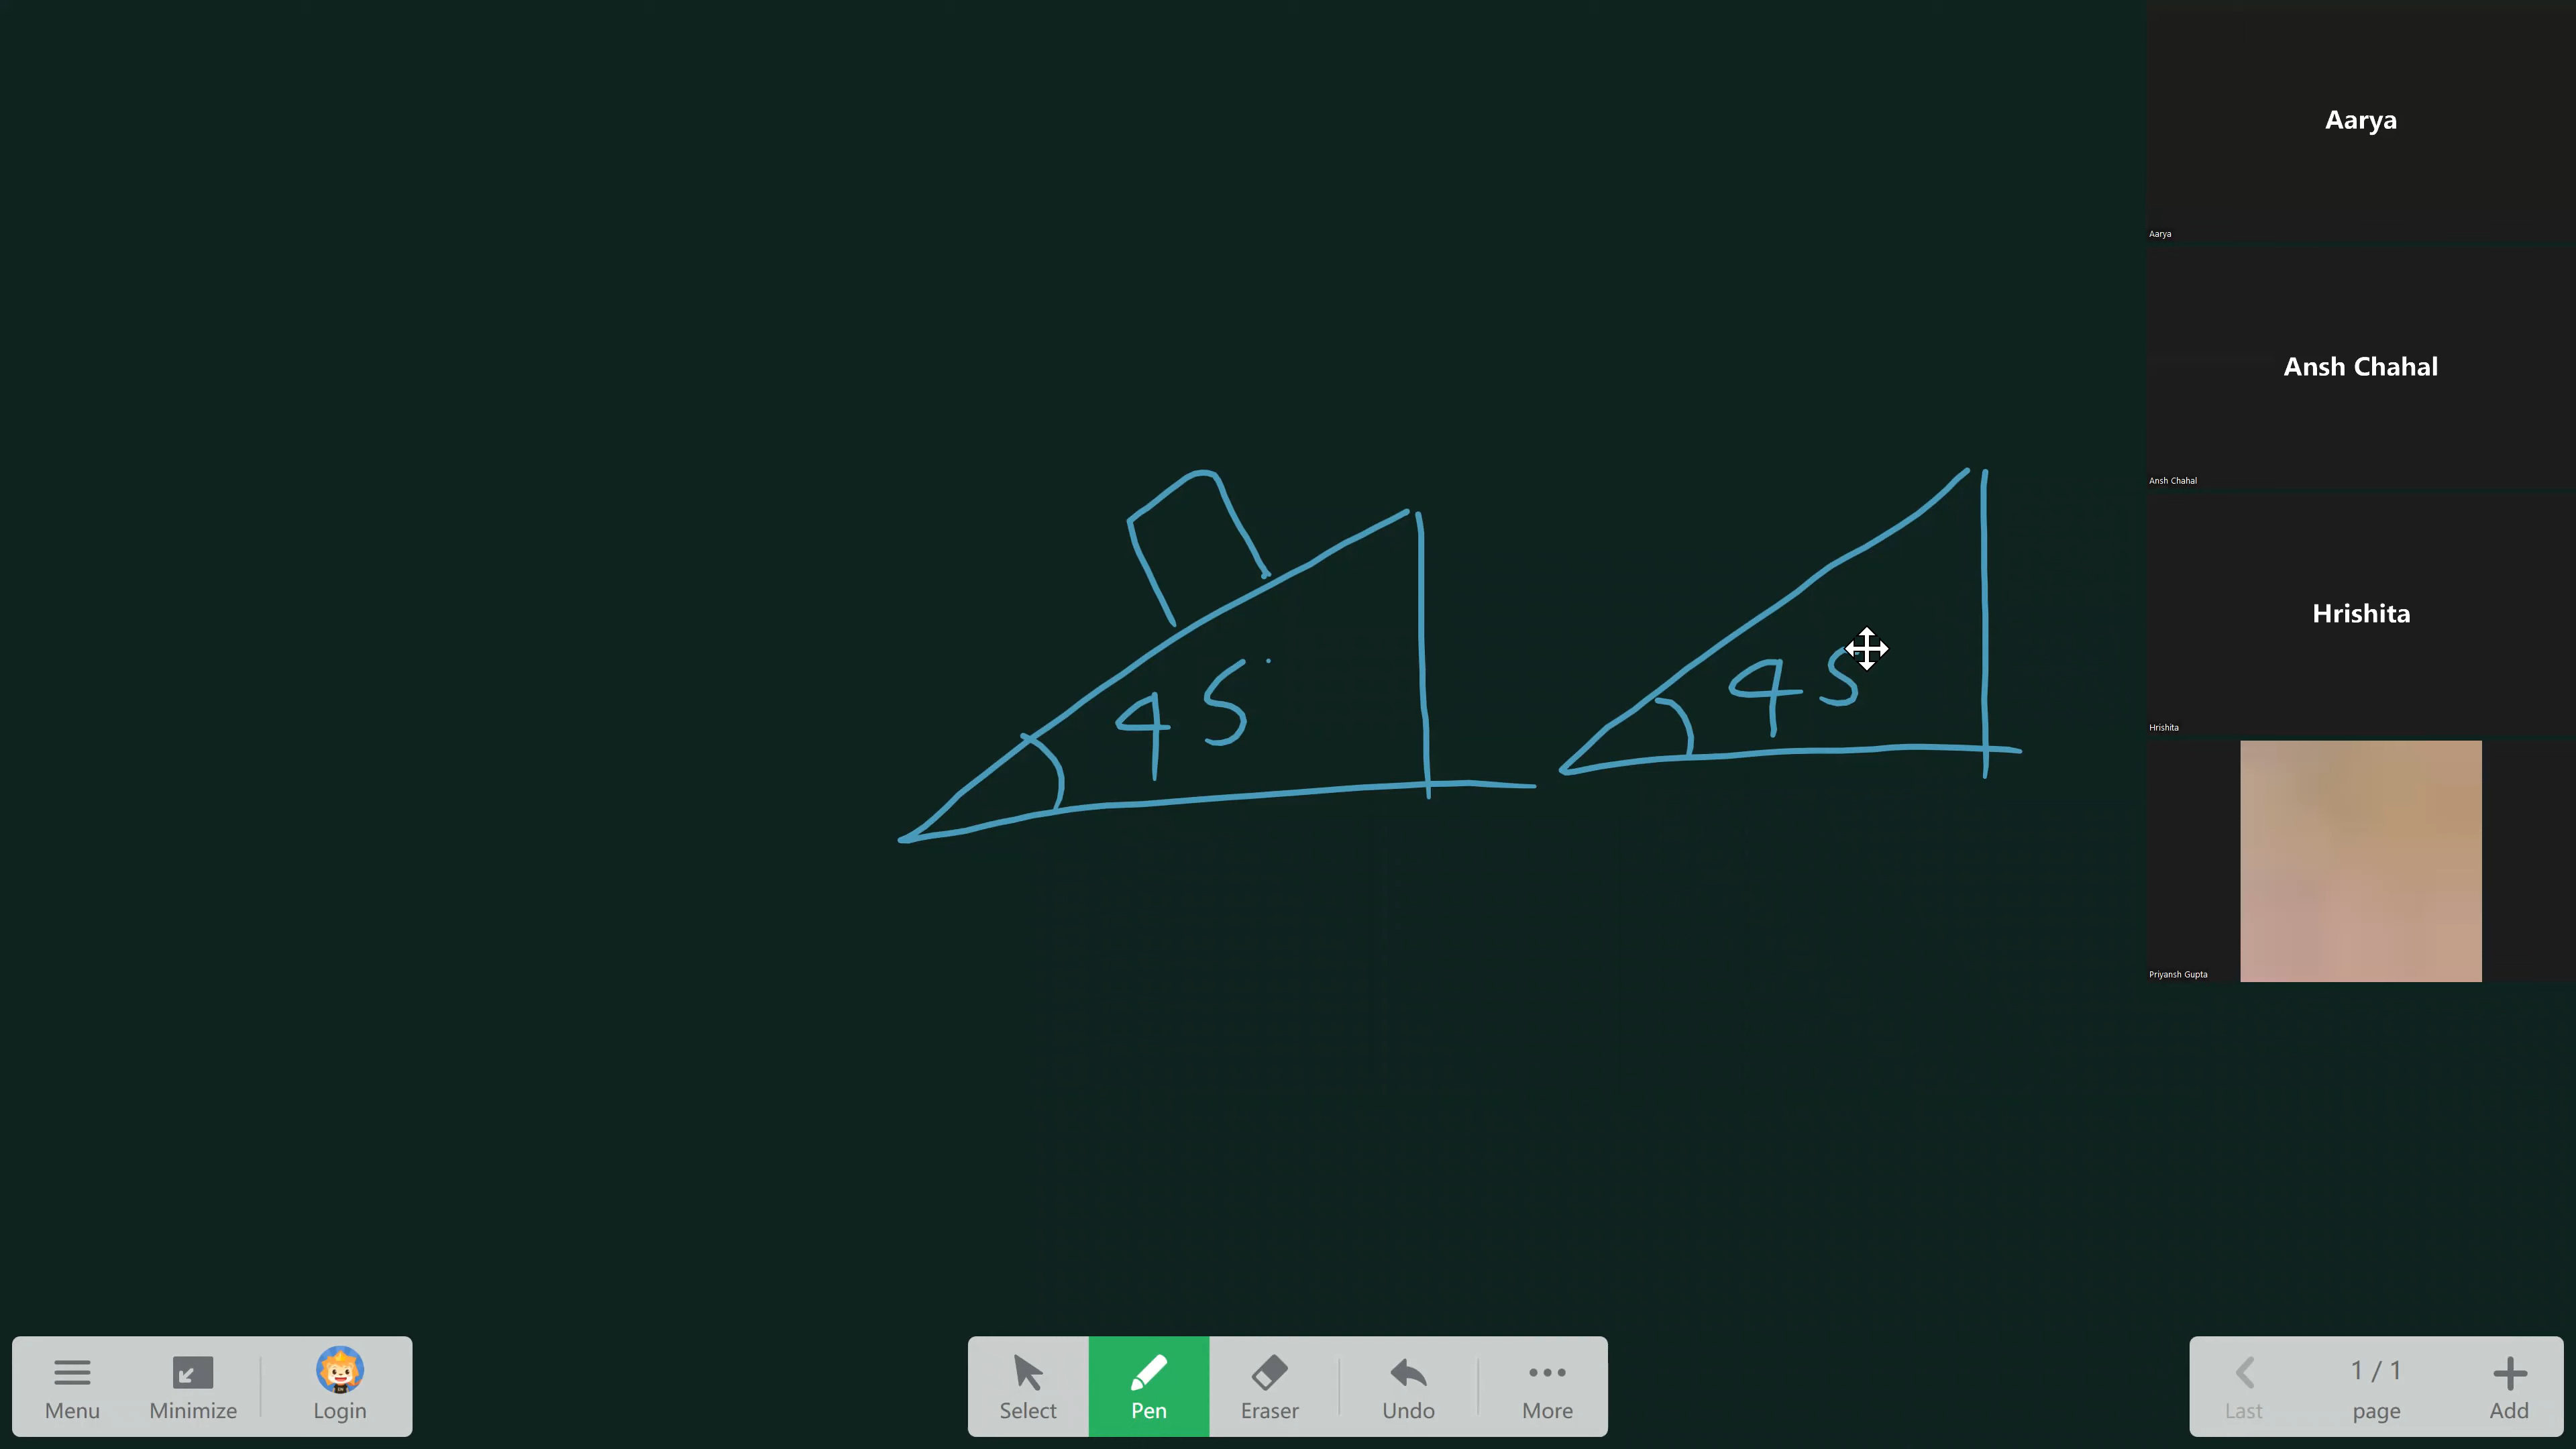 Aarya
Aarya
Ansh Chahal
Ansh Chahal
Hrishita
Hrishita
45°
45
Priyansh Gupta
Menu
Minimize
Login
Select
Pen
Eraser
Undo
More
Last
1 / 1
page
Add